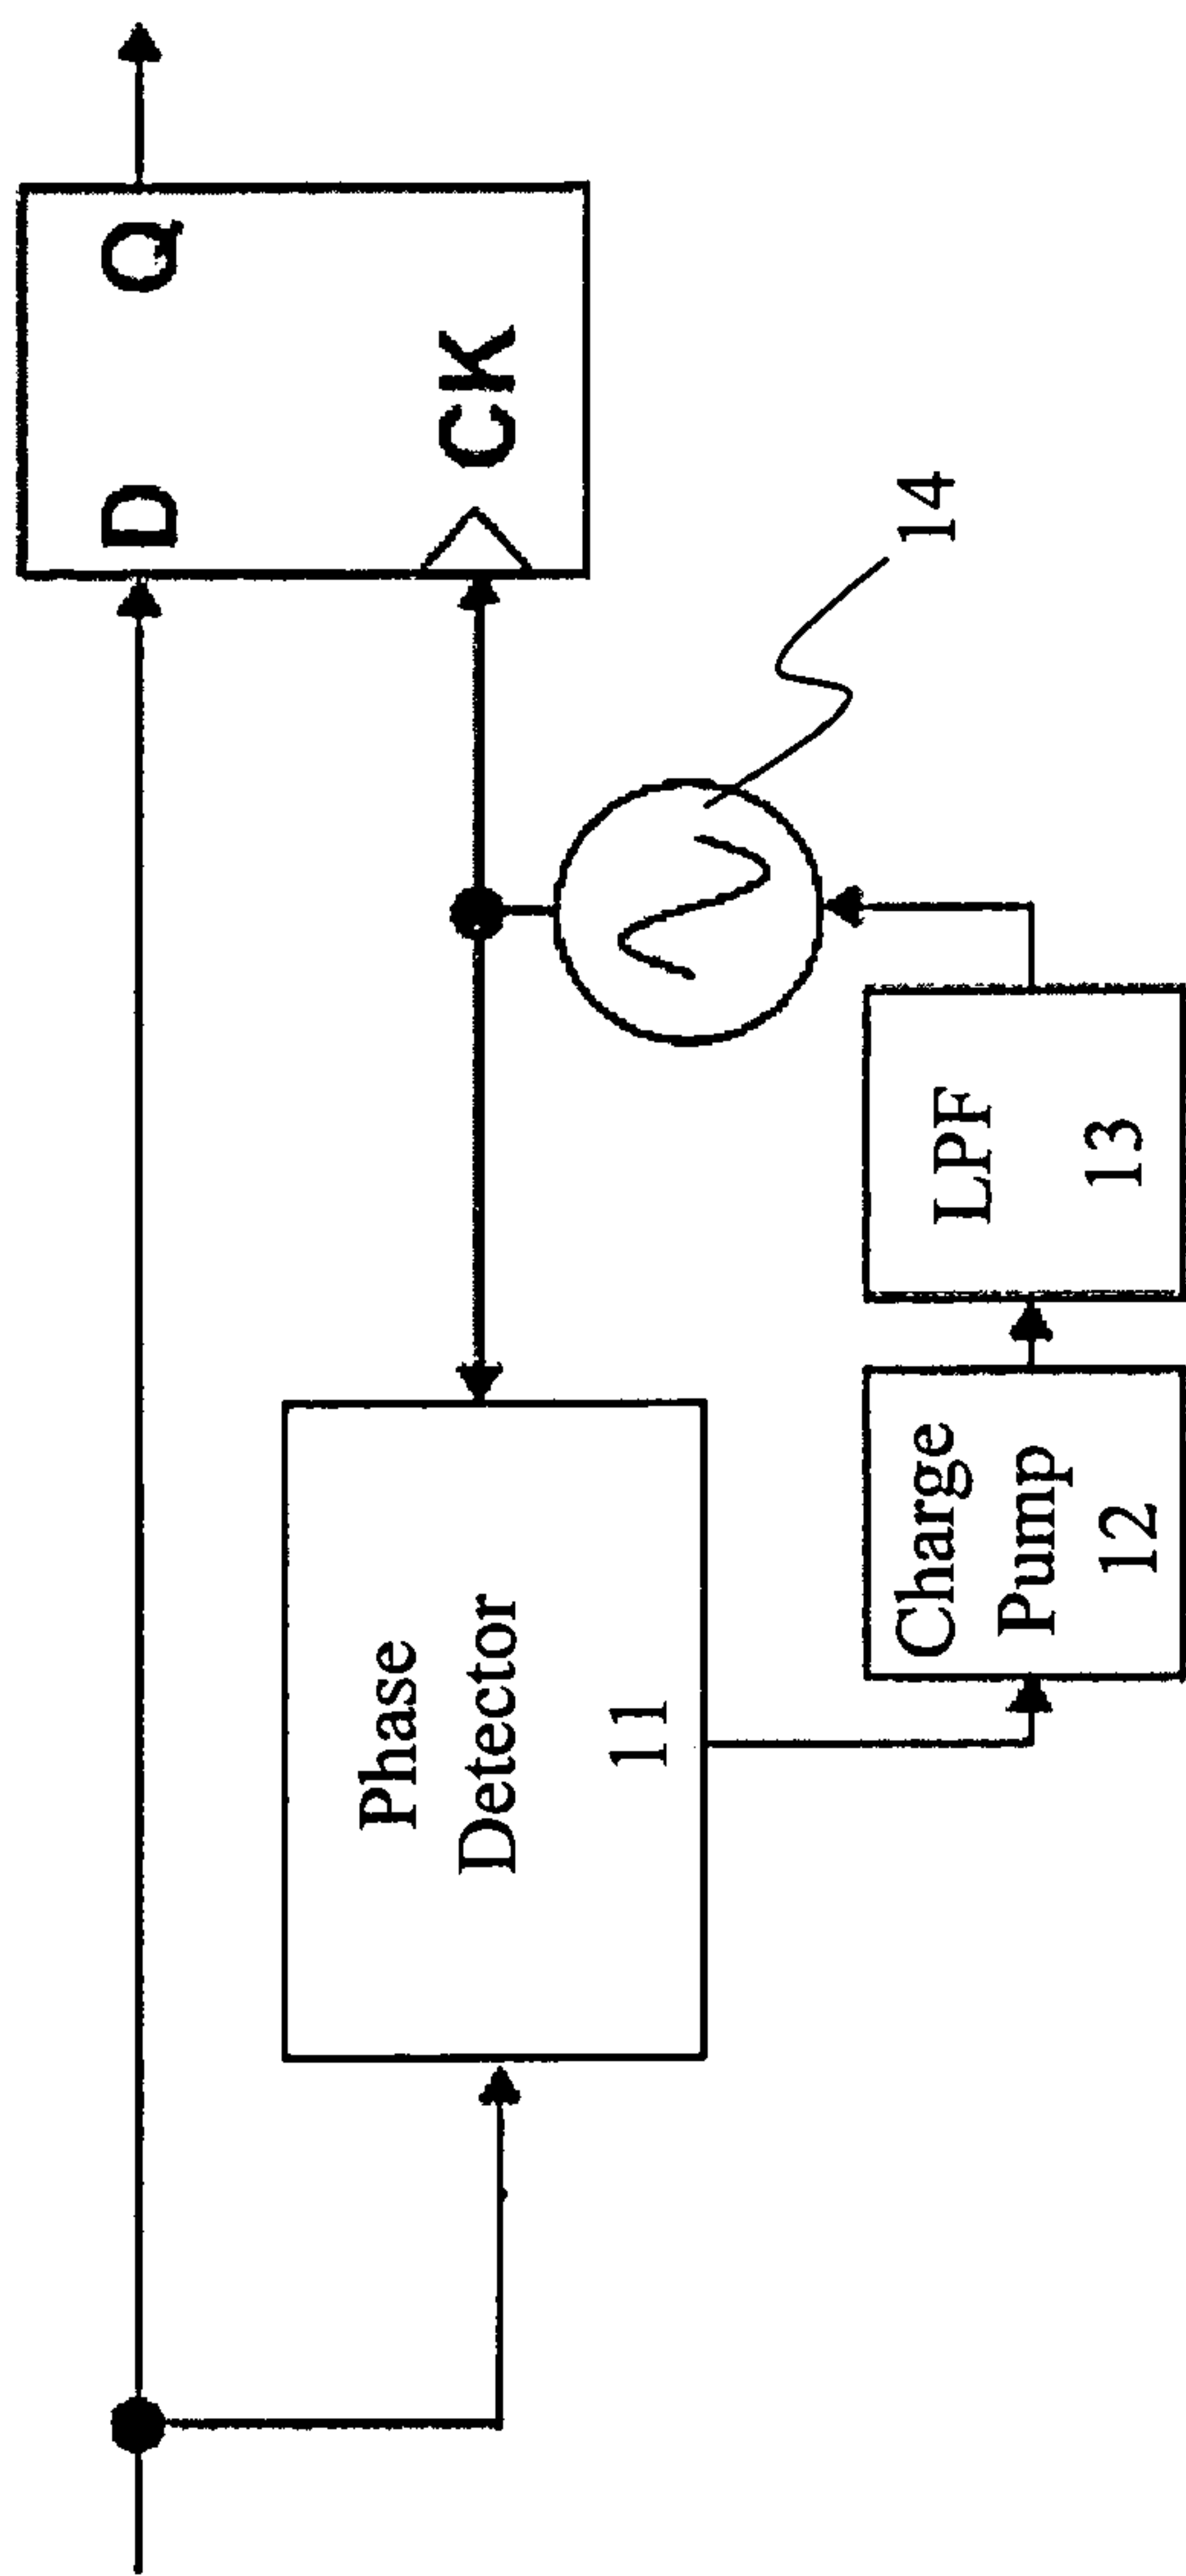 D Q
CK
14
Phase
Detector
11
Charge
Pump
12
LPF
13